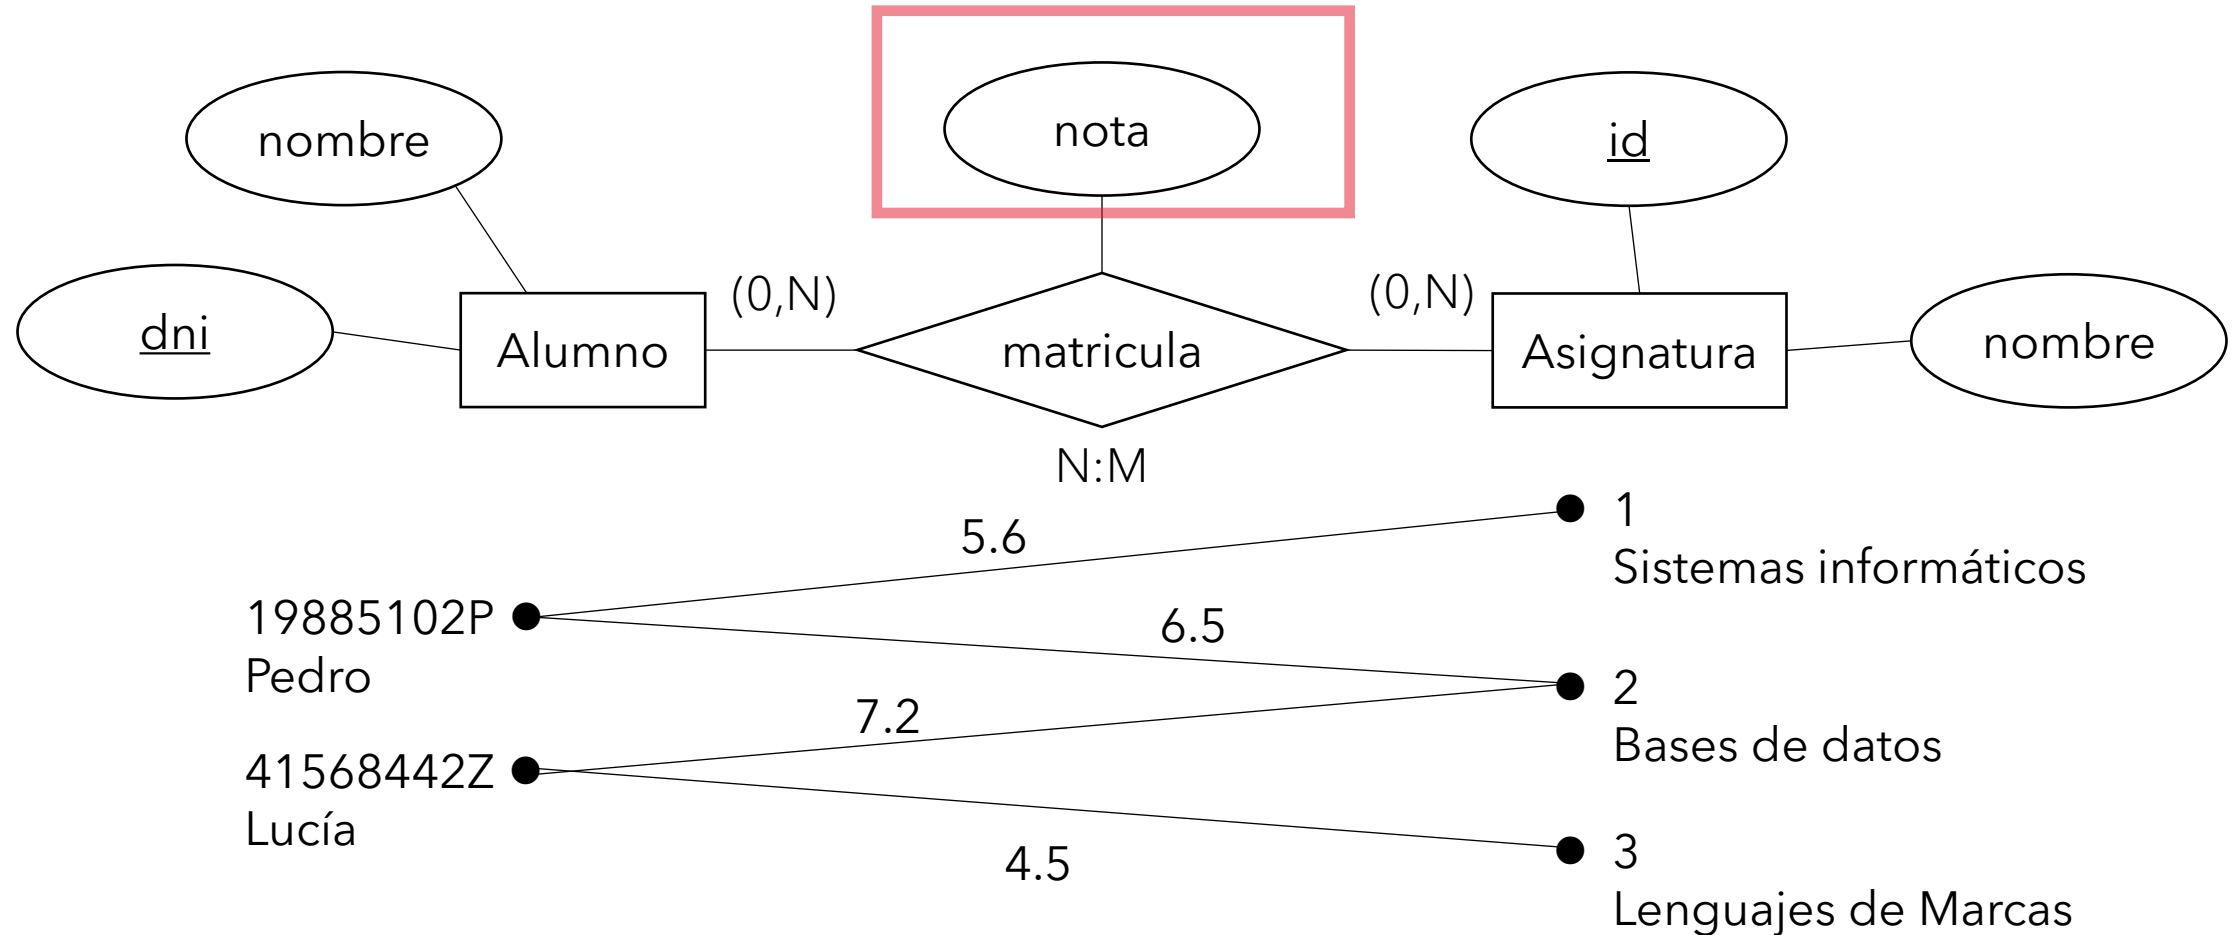 nota
nombre
id
dni
(0,N)
(0,N)
Alumno
matricula
Asignatura
nombre
N:M
1
5.6
Sistemas informáticos
19885102P
6.5
Pedro
2
7.2
Bases de datos
41568442Z
Lucía
3
4.5
Lenguajes de Marcas